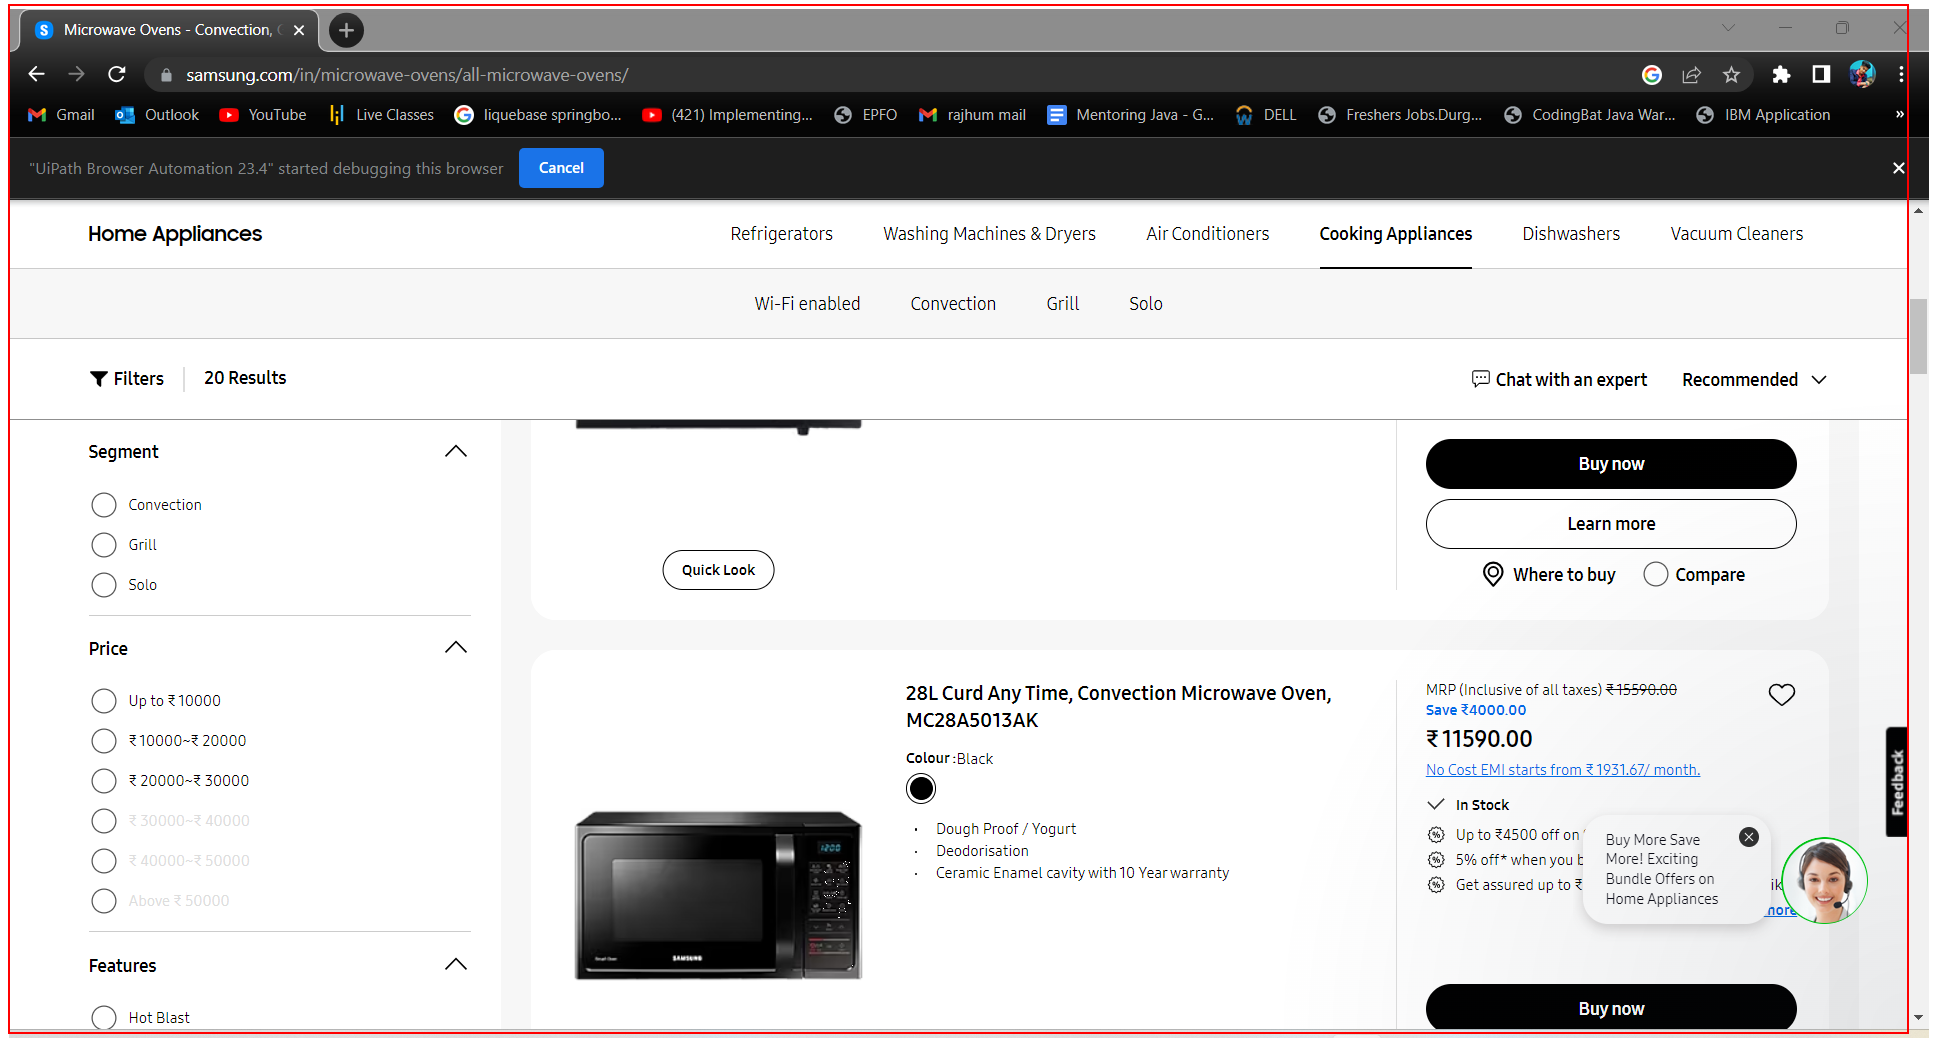 Microwave Ovens - Convection,
samsung.com/in/microwave-ovens/all-microwave-ovens/
Gmail Outlook YouTube Live Classes liquebase springbo... (421) Implementing... EPFO rajhum mail Mentoring Java - G... DELL Freshers Jobs.Durg... CodingBat Java War... IBM Application »
"UiPath Browser Automation 23.4" started debugging this browser Cancel
Home Appliances Refrigerators Washing Machines & Dryers Air Conditioners Cooking Appliances Dishwashers Vacuum Cleaners
Wi-Fi enabled Convection Grill Solo
Filters 20 Results Chat with an expert Recommended
Segment
Convection
Grill
Solo
Price
Up to ₹ 10000
₹ 10000~₹ 20000
₹ 20000~₹ 30000
₹ 30000~₹ 40000
₹ 40000~₹ 50000
Above ₹ 50000
Features
Hot Blast
Quick Look
Buy now
Learn more
Where to buy Compare
28L Curd Any Time, Convection Microwave Oven,
MC28A5013AK
Colour :Black
· Dough Proof / Yogurt
· Deodorisation
· Ceramic Enamel cavity with 10 Year warranty
12:00
SAMSUNG
MRP (Inclusive of all taxes) ₹ 15590.00
Save ₹4000.00
₹ 11590.00
No Cost EMI starts from ₹ 1931.67/ month.
In Stock
Up to ₹4500 off on
5% off* when you b
Get assured up to ₹ ik
more
Buy More Save
More! Exciting
Bundle Offers on
Home Appliances
Buy now
Feedback